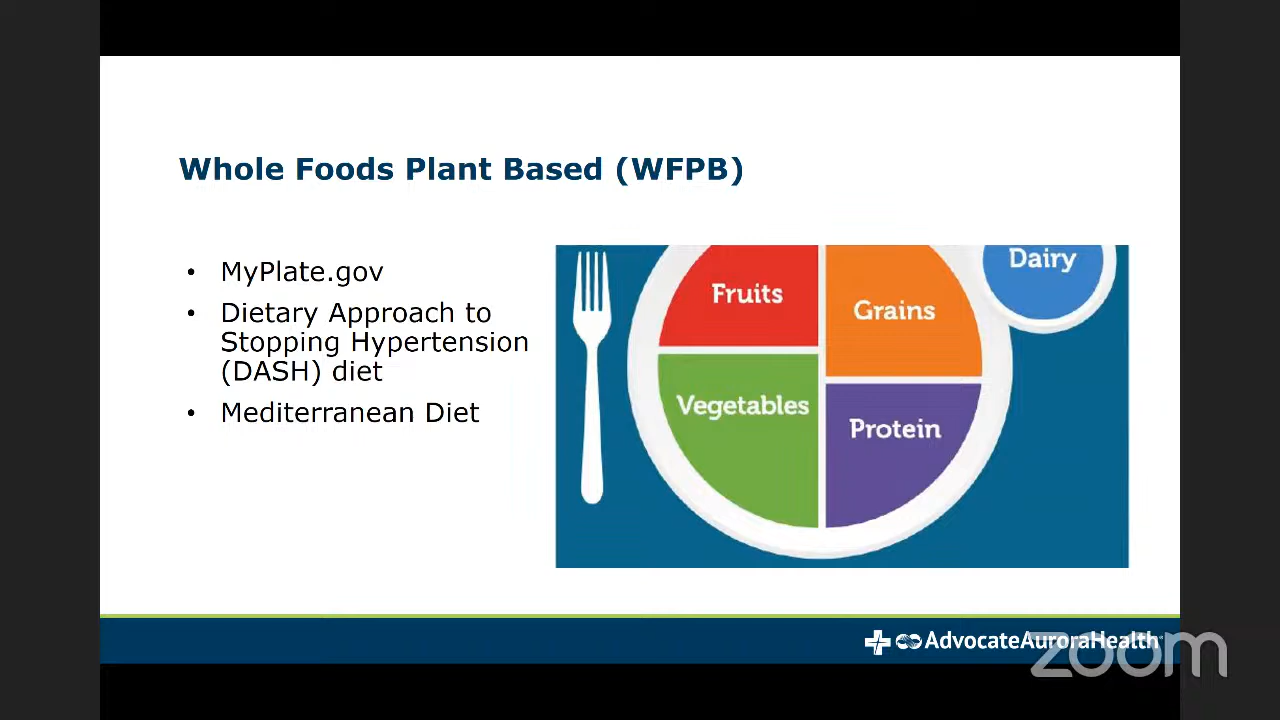 Whole Foods Plant Based (WFPB)
• MyPlate.gov
• Dietary Approach to
Stopping Hypertension
(DASH) diet
• Mediterranean Diet
Fruits
Grains
Dairy
Vegetables
Protein
AdvocateAuroraHealth
zoom